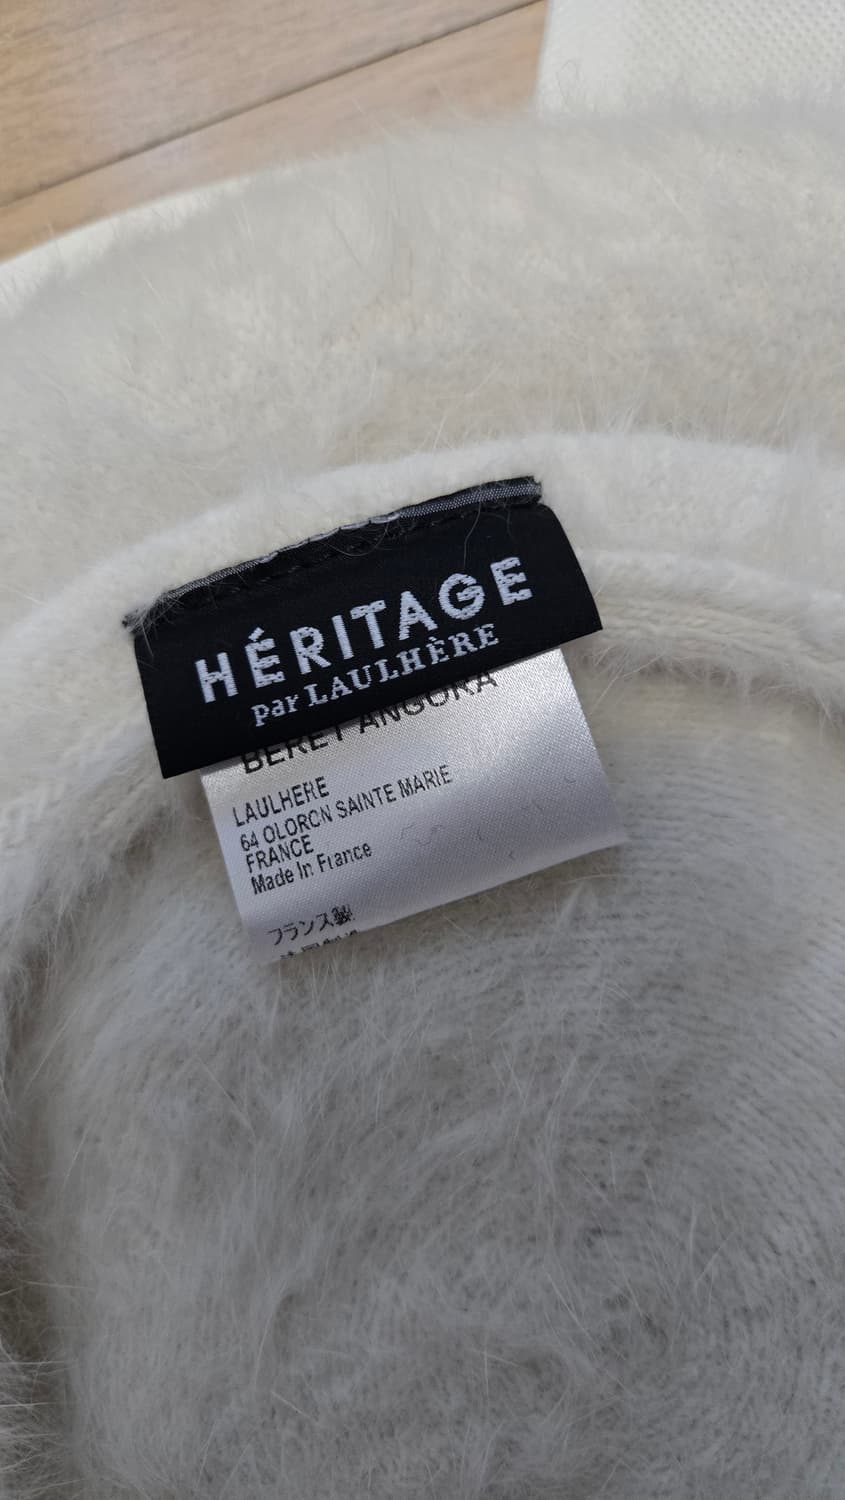 HÉRITAGE
par LAULHÈRE
BERET ANGORA
LAULHERE
64 OLORON SAINTE MARIE
FRANCE
Made In France
フランス製